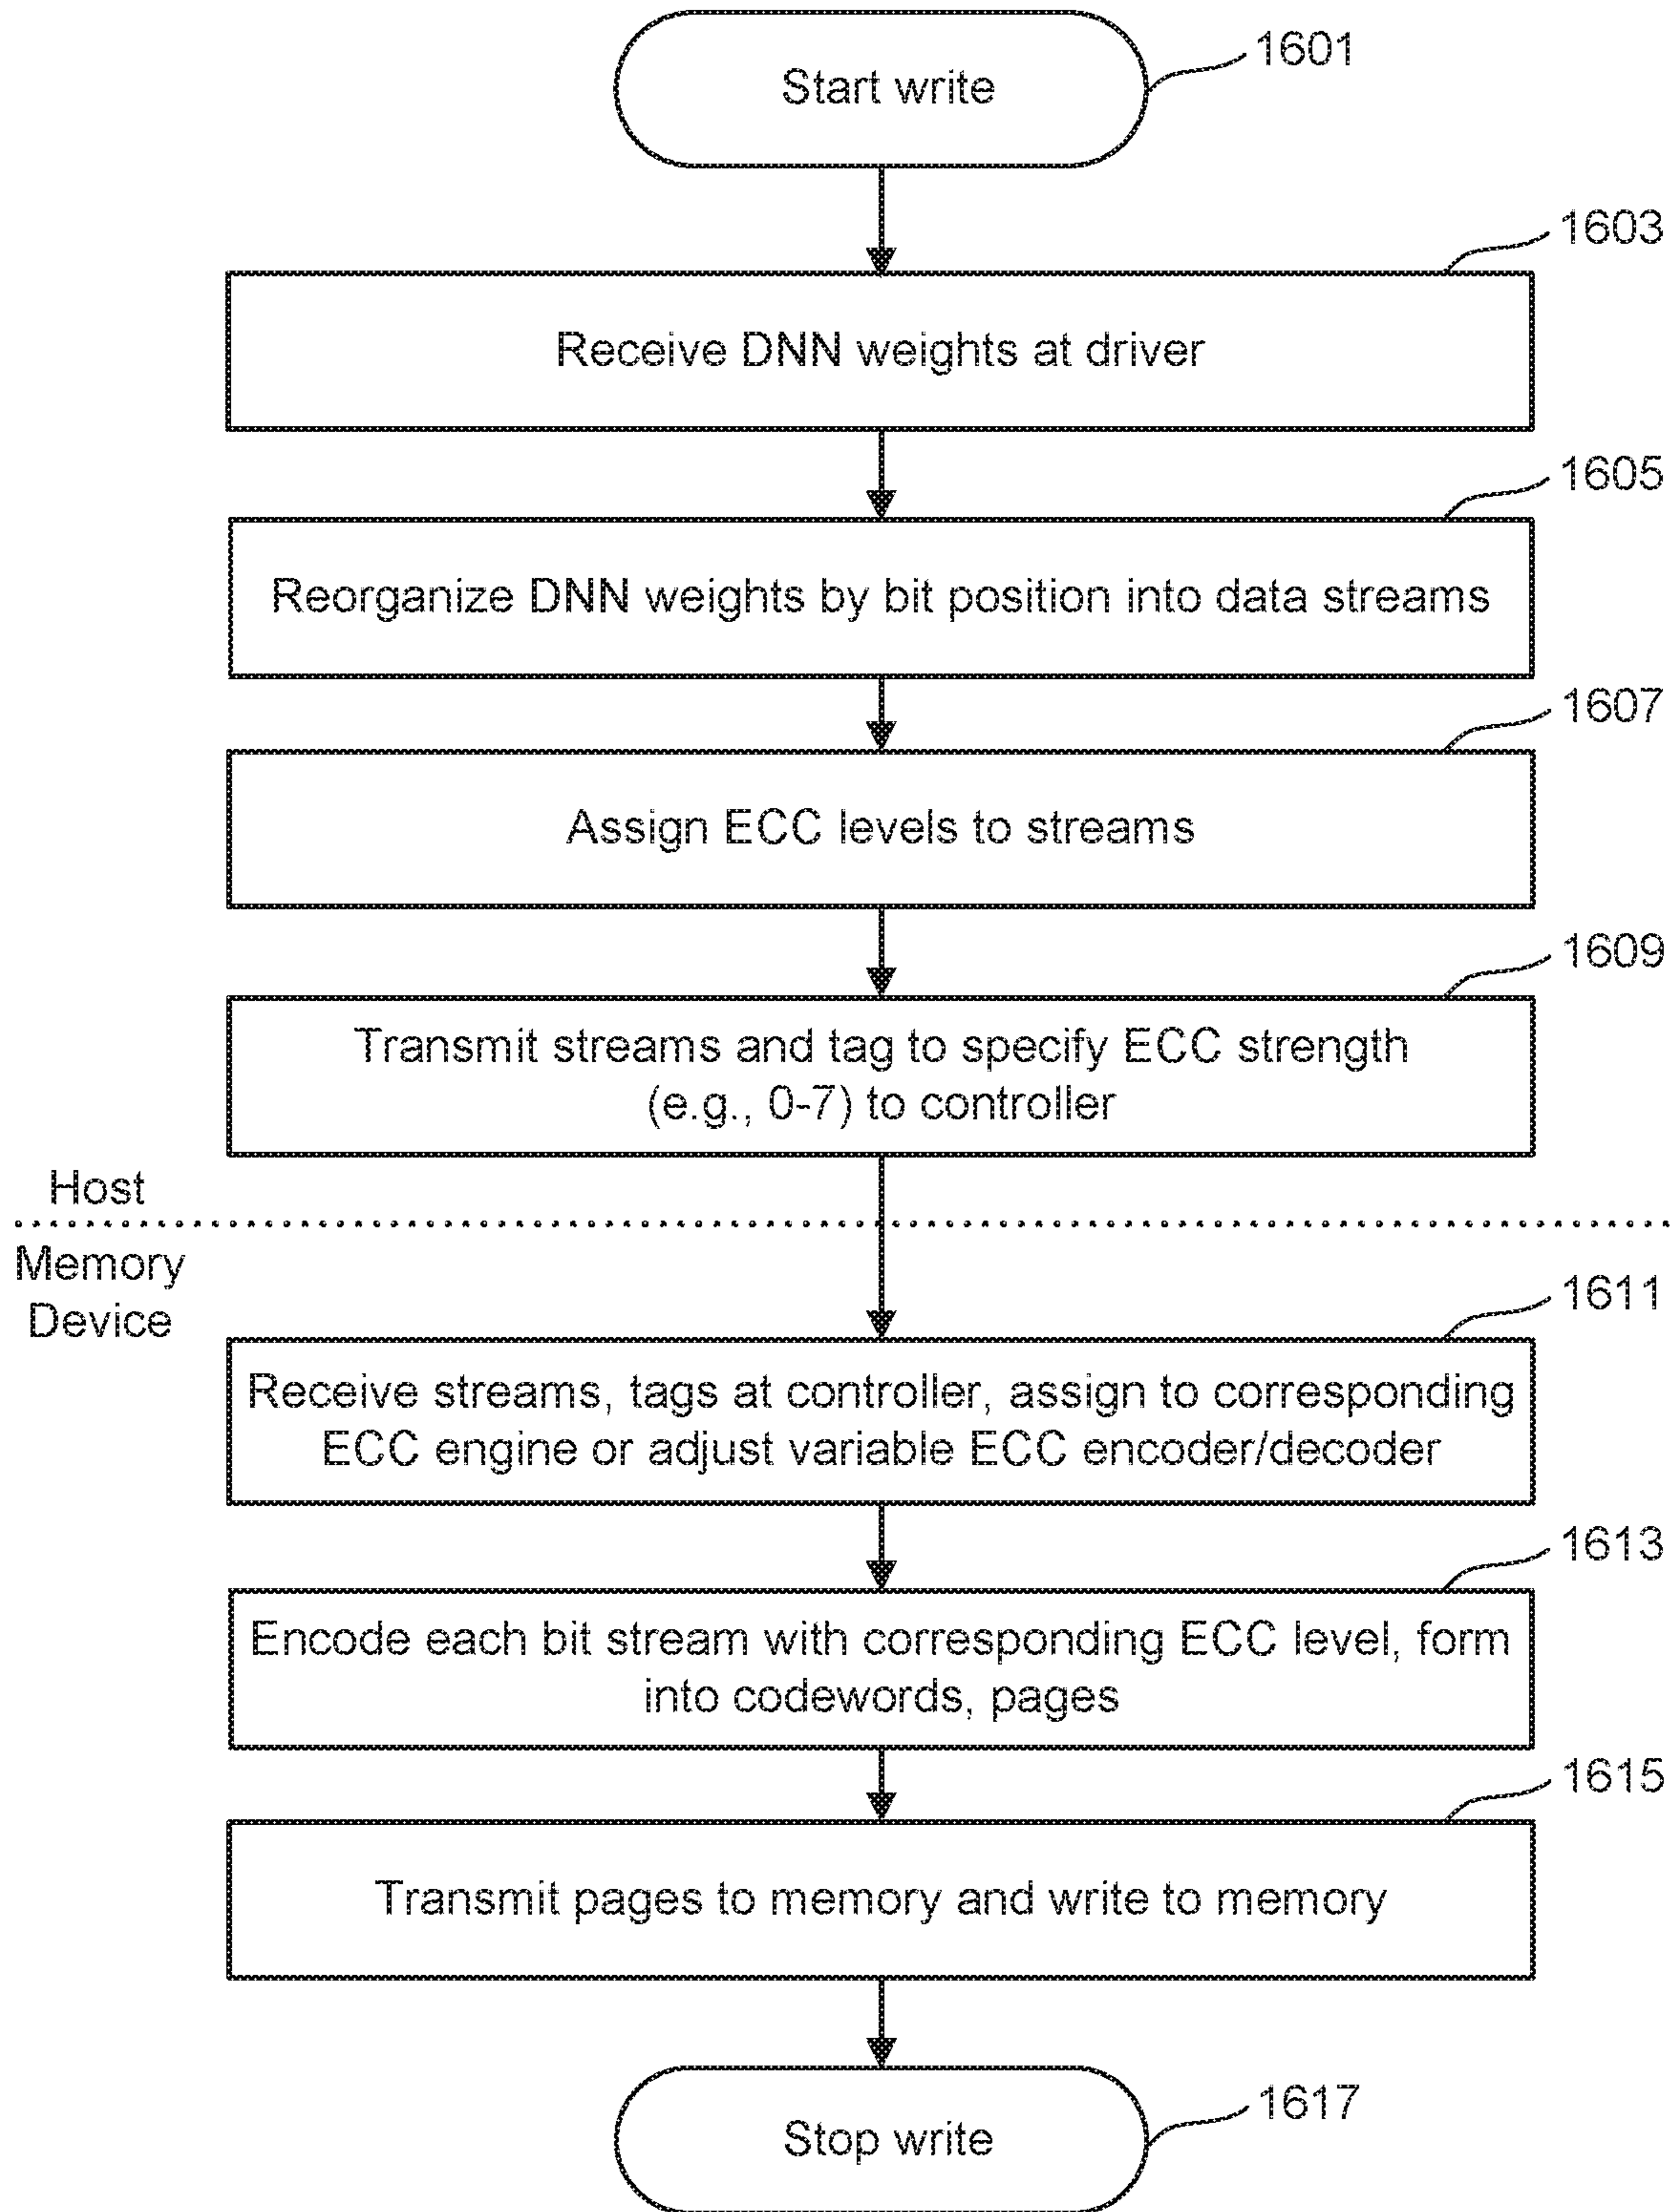 Start write
1601
1603
Receive DNN weights at driver
1605
Reorganize DNN weights by bit position into data streams
1607
Assign ECC levels to streams
1609
Transmit streams and tag to specify ECC strength
(e.g., 0-7) to controller
Host
Memory
Device
1611
Receive streams, tags at controller, assign to corresponding
ECC engine or adjust variable ECC encoder/decoder
1613
Encode each bit stream with corresponding ECC level, form
into codewords, pages
1615
Transmit pages to memory and write to memory
1617
Stop write